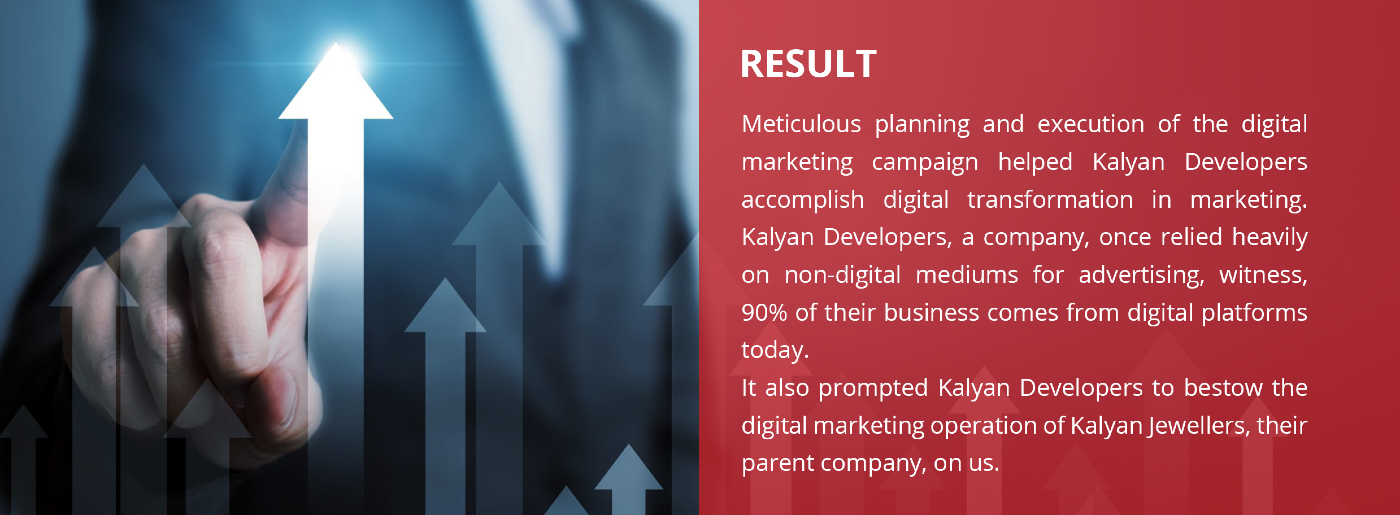 RESULT
Meticulous planning and execution of the digital
marketing campaign helped Kalyan Developers
accomplish digital transformation in marketing.
Kalyan Developers, a company, once relied heavily
on non-digital mediums for advertising, witness,
90% of their business comes from digital platforms
today.
It also prompted Kalyan Developers to bestow the
digital marketing operation of Kalyan Jewellers, their
parent company, on us.